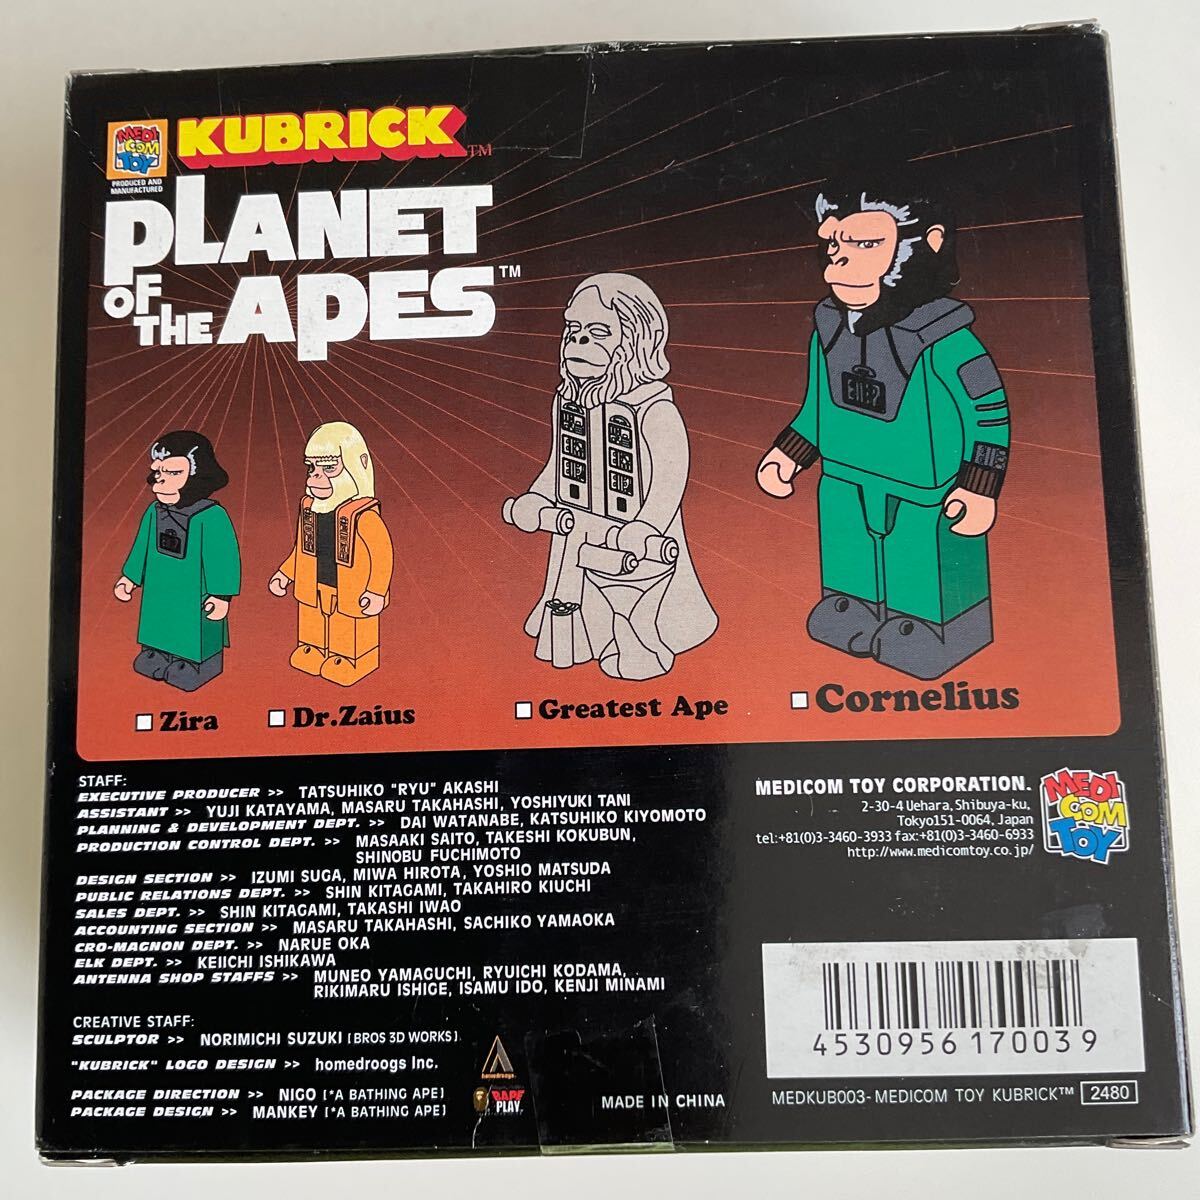 MEDI
COM
TOY
PRODUCED AND
MANUFACTURED
KUBRICK TM
PLANET
OF
THE APES TM
Zira
Dr.Zaius
Greatest Ape
Cornelius
STAFF:
EXECUTIVE PRODUCER >> TATSUHIKO "RYU" AKASHI
ASSISTANT >> YUJI KATAYAMA, MASARU TAKAHASHI, YOSHIYUKI TANI
PLANNING & DEVELOPMENT DEPT. >> DAI WATANABE, KATSUHIKO KIYOMOTO
PRODUCTION CONTROL DEPT. >> MASAAKI SAITO, TAKESHI KOKUBUN,
SHINOBU FUCHIMOTO
DESIGN SECTION >> IZUMI SUGA, MIWA HIROTA, YOSHIO MATSUDA
PUBLIC RELATIONS DEPT. >> SHIN KITAGAMI, TAKAHIRO KIUCHI
SALES DEPT. >> SHIN KITAGAMI, TAKASHI IWAO
ACCOUNTING SECTION >> MASARU TAKAHASHI, SACHIKO YAMAOKA
CRO-MAGNON DEPT. >> NARUE OKA
ELK DEPT. >> KEIICHI ISHIKAWA
ANTENNA SHOP STAFFS >> MUNEO YAMAGUCHI, RYUICHI KODAMA,
RIKIMARU ISHIGE, ISAMU IDO, KENJI MINAMI
CREATIVE STAFF:
SCULPTOR >> NORIMICHI SUZUKI [BROS 3D WORKS]
"KUBRICK" LOGO DESIGN >> homedroogs Inc.
PACKAGE DIRECTION >> NIGO [*A BATHING APE]
PACKAGE DESIGN >> MANKEY [*A BATHING APE]
homedroogs
BAPE
PLAY
MADE IN CHINA
MEDICOM TOY CORPORATION.
2-30-4 Uehara, Shibuya-ku,
Tokyo151-0064, Japan
tel:+81(0)3-3460-3933 fax:+81(0)3-3460-6933
http://www.medicomtoy.co.jp/
MEDI
COM
TOY
4530956170039
MEDKUB003-MEDICOM TOY KUBRICK™ 2480